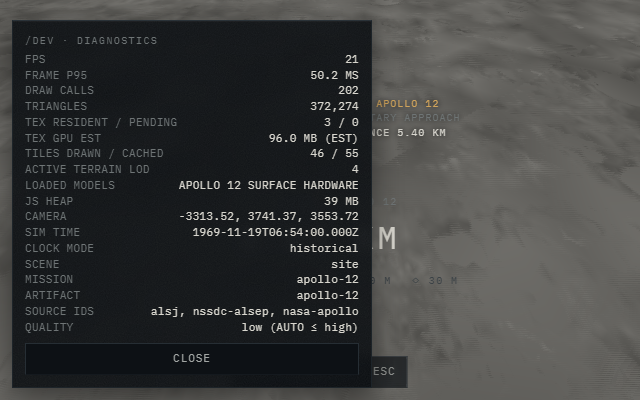 /DEV · DIAGNOSTICS
FPS 21
FRAME P95 50.2 MS
DRAW CALLS 202
TRIANGLES 372,274
TEX RESIDENT / PENDING 3 / 0
TEX GPU EST 96.0 MB (EST)
TILES DRAWN / CACHED 46 / 55
ACTIVE TERRAIN LOD 4
LOADED MODELS APOLLO 12 SURFACE HARDWARE
JS HEAP 39 MB
CAMERA -3313.52, 3741.37, 3553.72
SIM TIME 1969-11-19T06:54:00.000Z
CLOCK MODE historical
SCENE site
MISSION apollo-12
ARTIFACT apollo-12
SOURCE IDS alsj, nssdc-alsep, nasa-apollo
QUALITY low (AUTO ≤ high)
CLOSE
APOLLO 12
ARY APPROACH
NCE 5.40 KM
12
M
M ◇ 30 M
ESC